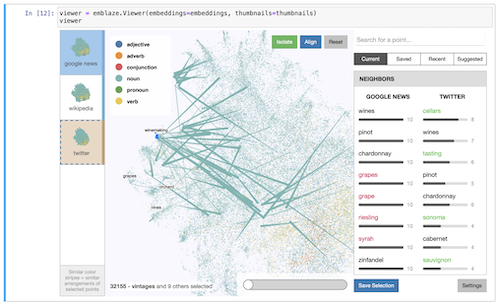 In [12]: viewer = emblaze.Viewer(embeddings=embeddings, thumbnails=thumbnails)
viewer
google news
wikipedia
twitter
Similar color
stripes = similar
arrangements of
selected points
adjective
adverb
conjunction
noun
pronoun
verb
Isolate
Align
Reset
winemaking
grapes
orchard
vines
32155 - vintages and 9 others selected
Search for a point...
Current
Saved
Recent
Suggested
NEIGHBORS
GOOGLE NEWS
TWITTER
wines
10
cellars
8
pinot
10
wines
7
chardonnay
10
tasting
6
grapes
10
pinot
5
grape
10
chardonnay
6
riesling
10
sonoma
4
syrah
10
cabernet
4
zinfandel
10
sauvignon
4
Save Selection
Settings